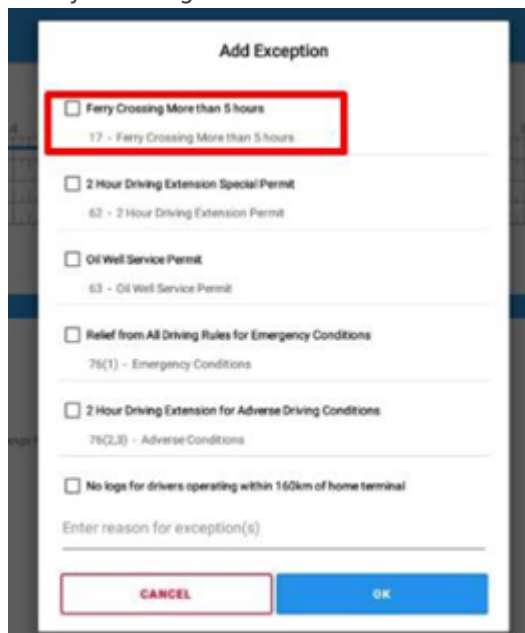 Add Exception
Ferry Crossing More than 5 hours
17 - Ferry Crossing More than 5 hours
2 Hour Driving Extension Special Permit
62 - 2 Hour Driving Extension Permit
Oil Well Service Permit
63 - Oil Well Service Permit
Relief from All Driving Rules for Emergency Conditions
76(1) - Emergency Conditions
2 Hour Driving Extension for Adverse Driving Conditions
76(2,3) - Adverse Conditions
No logs for drivers operating within 160km of home terminal
Enter reason for exception(s)
CANCEL
OK